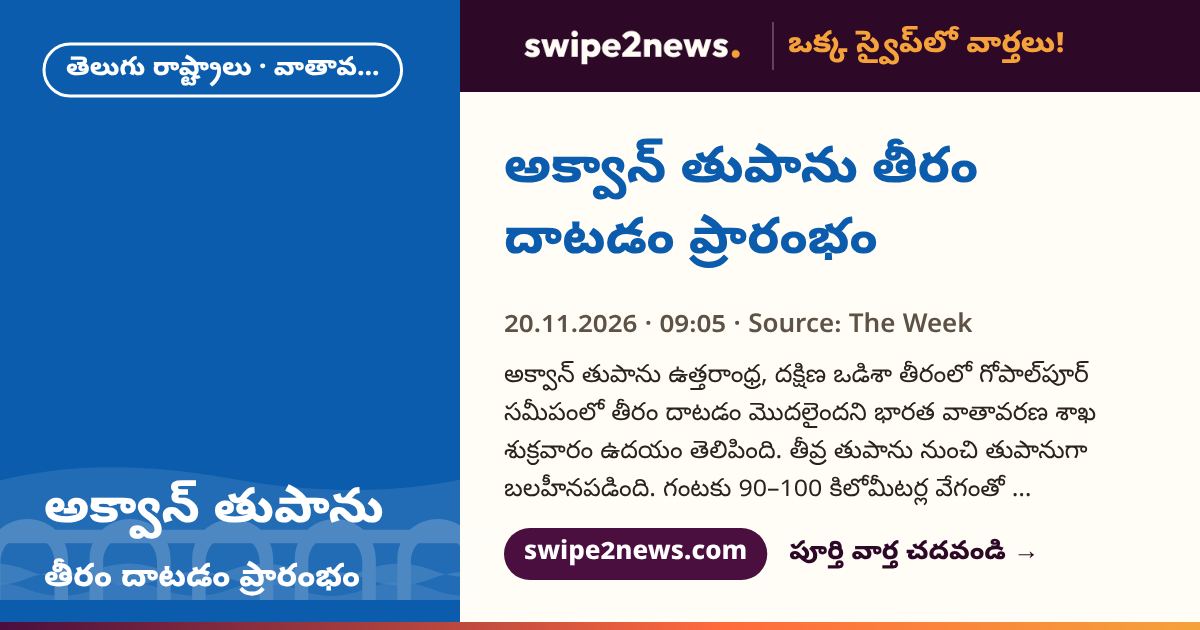 తెలుగు రాష్ట్రాలు · వాతావ...
అక్వాన్ తుపాను
తీరం దాటడం ప్రారంభం
swipe2news.
ఒక్క స్వైప్‌లో వార్తలు!
అక్వాన్ తుపాను తీరం
దాటడం ప్రారంభం
20.11.2026 · 09:05 · Source: The Week
అక్వాన్ తుపాను ఉత్తరాంధ్ర, దక్షిణ ఒడిశా తీరంలో గోపాల్‌పూర్
సమీపంలో తీరం దాటడం మొదలైందని భారత వాతావరణ శాఖ
శుక్రవారం ఉదయం తెలిపింది. తీవ్ర తుపాను నుంచి తుపానుగా
బలహీనపడింది. గంటకు 90–100 కిలోమీటర్ల వేగంతో ...
swipe2news.com
పూర్తి వార్త చదవండి →